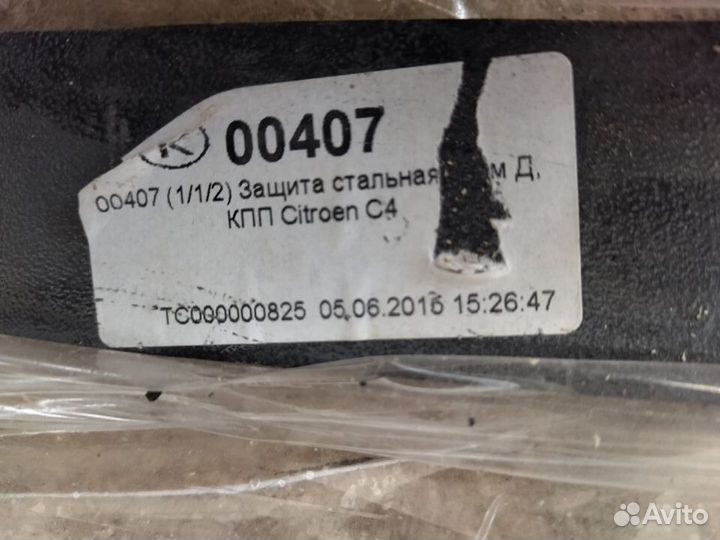 K 00407
00407 (1/1/2) Защита стальная м Д,
КПП Citroen C4
TC000000825 05.06.2016 15:26:47
Avito